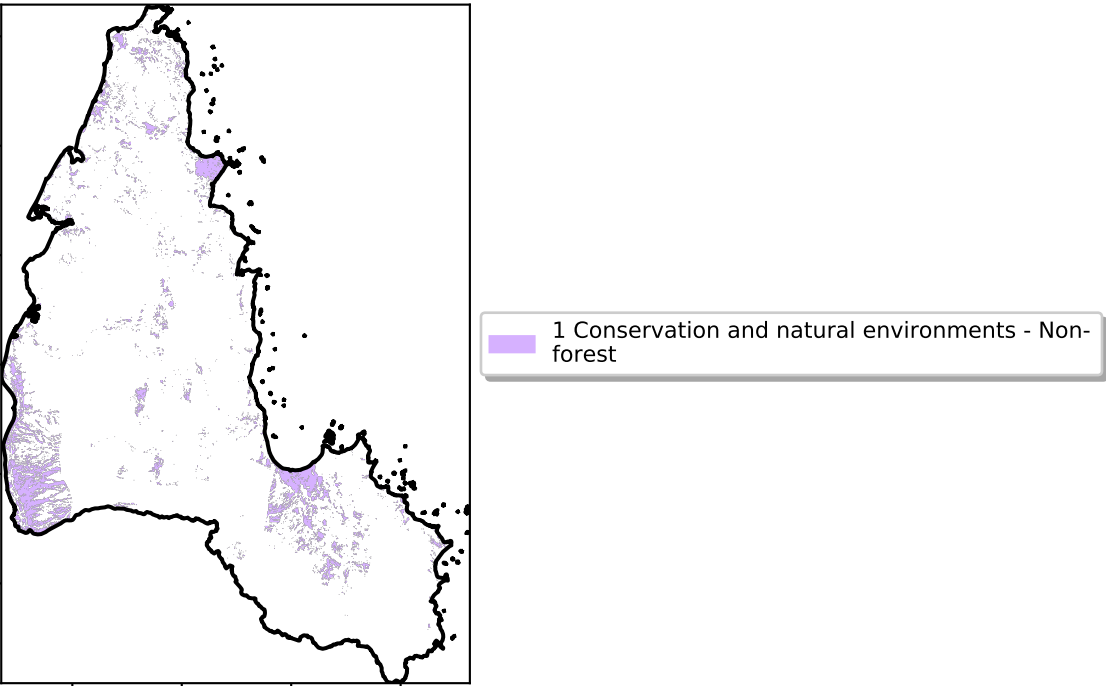 1 Conservation and natural environments - Non-
forest